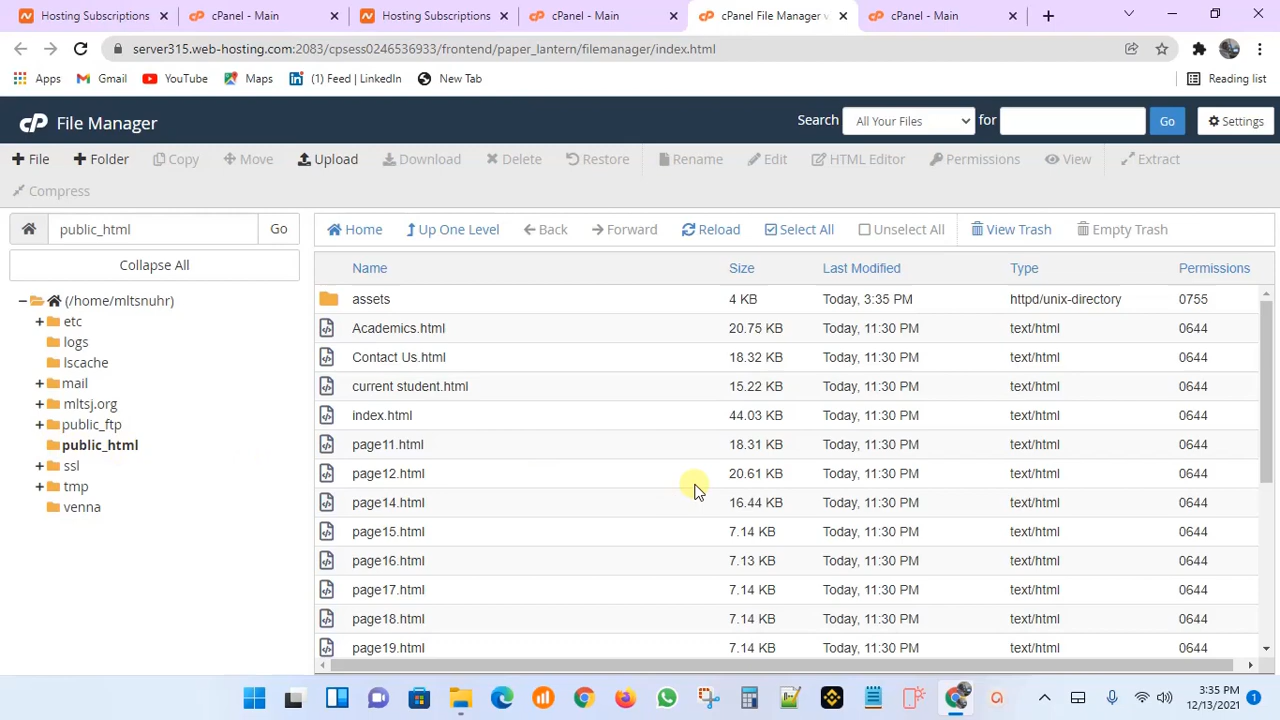 Hosting Subscriptions
cPanel - Main
Hosting Subscriptions
cPanel - Main
cPanel File Manager v
cPanel - Main
server315.web-hosting.com:2083/cpsess0246536933/frontend/paper_lantern/filemanager/index.html
Apps
Gmail
YouTube
Maps
(1) Feed | LinkedIn
New Tab
Reading list
cP File Manager
Search All Your Files for Go Settings
File Folder Copy Move Upload Download Delete Restore Rename Edit HTML Editor Permissions View Extract
Compress
public_html Go
Home Up One Level Back Forward Reload Select All Unselect All View Trash Empty Trash
Collapse All
(/home/mltsnuhr)
etc
logs
lscache
mail
mltsj.org
public_ftp
public_html
ssl
tmp
venna
Name Size Last Modified Type Permissions
assets 4 KB Today, 3:35 PM httpd/unix-directory 0755
Academics.html 20.75 KB Today, 11:30 PM text/html 0644
Contact Us.html 18.32 KB Today, 11:30 PM text/html 0644
current student.html 15.22 KB Today, 11:30 PM text/html 0644
index.html 44.03 KB Today, 11:30 PM text/html 0644
page11.html 18.31 KB Today, 11:30 PM text/html 0644
page12.html 20.61 KB Today, 11:30 PM text/html 0644
page14.html 16.44 KB Today, 11:30 PM text/html 0644
page15.html 7.14 KB Today, 11:30 PM text/html 0644
page16.html 7.13 KB Today, 11:30 PM text/html 0644
page17.html 7.14 KB Today, 11:30 PM text/html 0644
page18.html 7.14 KB Today, 11:30 PM text/html 0644
page19.html 7.14 KB Today, 11:30 PM text/html 0644
3:35 PM
12/13/2021
1